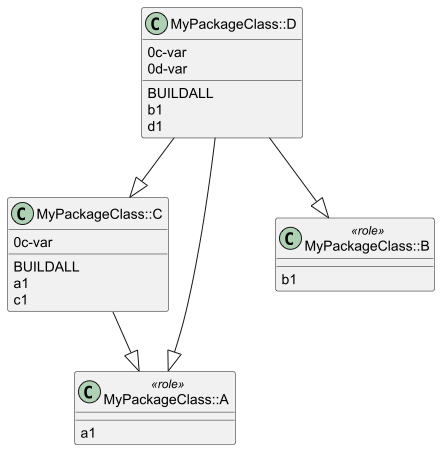 C MyPackageClass::D
0c-var
0d-var
BUILDALL
b1
d1
C MyPackageClass::C
0c-var
BUILDALL
a1
c1
C «role»
MyPackageClass::B
b1
C «role»
MyPackageClass::A
a1